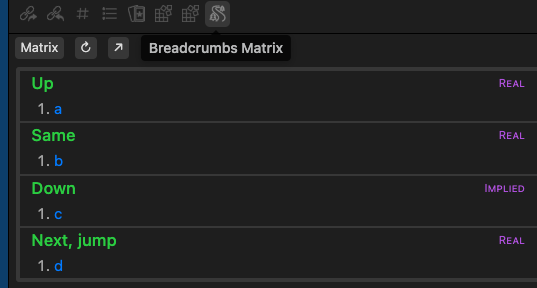 Matrix
Breadcrumbs Matrix
Up Real
1. a
Same Real
1. b
Down Implied
1. c
Next, jump Real
1. d